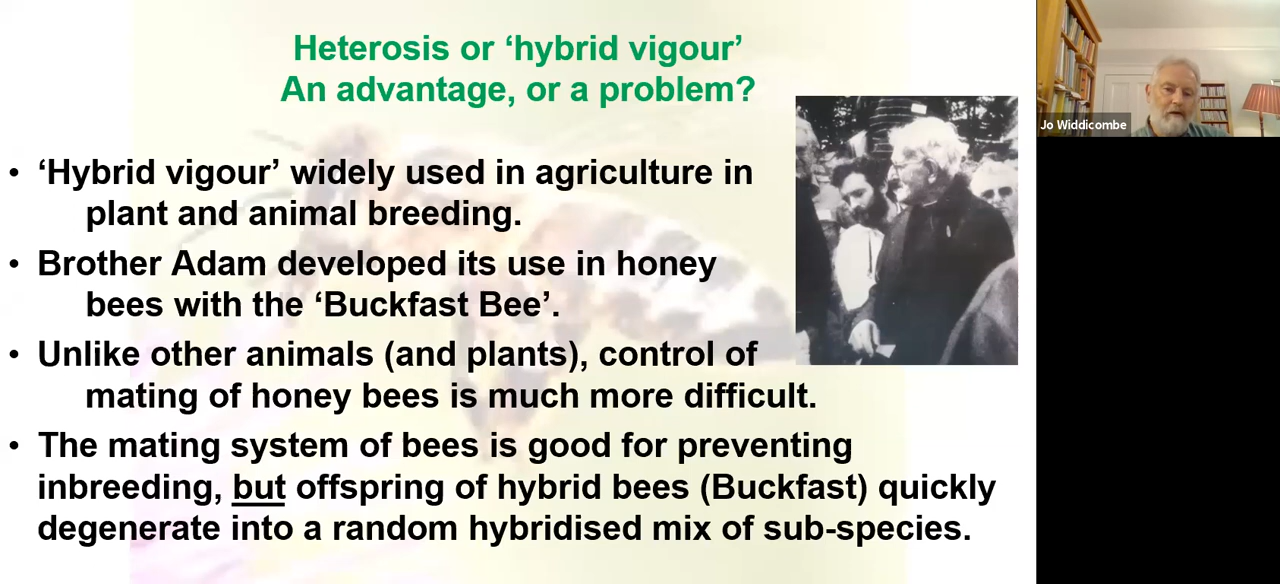 Heterosis or ‘hybrid vigour’
An advantage, or a problem?
Jo Widdicombe
• ‘Hybrid vigour’ widely used in agriculture in
plant and animal breeding.
• Brother Adam developed its use in honey
bees with the ‘Buckfast Bee’.
• Unlike other animals (and plants), control of
mating of honey bees is much more difficult.
• The mating system of bees is good for preventing
inbreeding, but offspring of hybrid bees (Buckfast) quickly
degenerate into a random hybridised mix of sub-species.